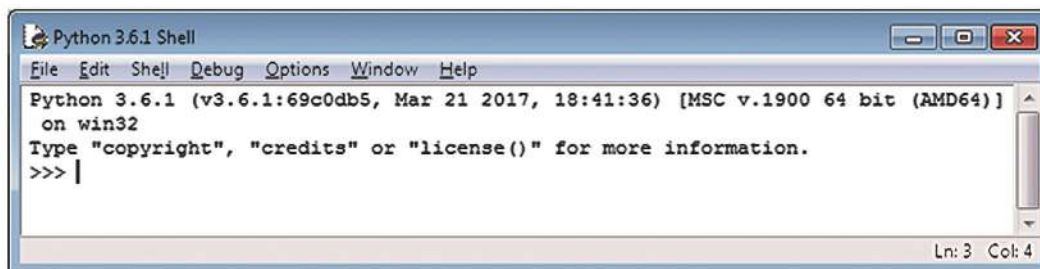 Python 3.6.1 Shell
File Edit Shell Debug Options Window Help
Python 3.6.1 (v3.6.1:69c0db5, Mar 21 2017, 18:41:36) [MSC v.1900 64 bit (AMD64)]
on win32
Type "copyright", "credits" or "license()" for more information.
>>>
Ln: 3 Col: 4